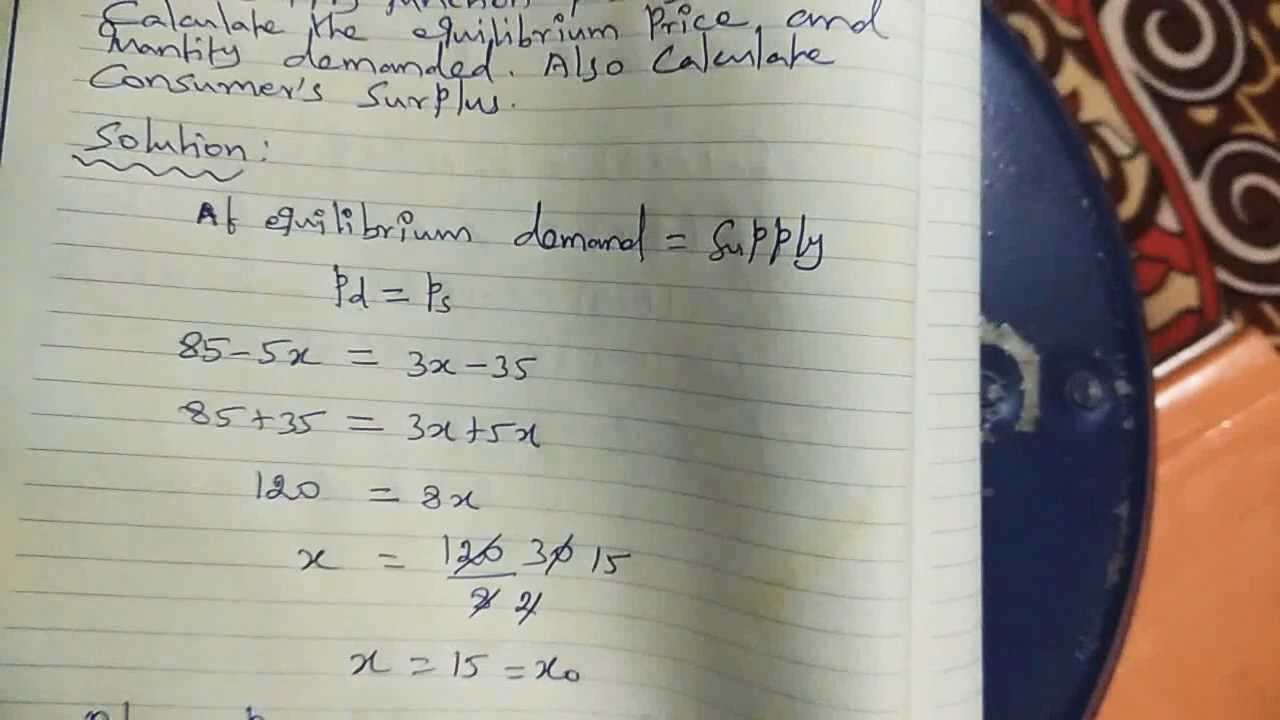 Calculate the equilibrium Price and
quantity demanded. Also Calculate
Consumer's Surplus.
Solution:
At equilibrium demand = Supply
Pd = Ps
85-5x = 3x-35
85+35 = 3x+5x
120 = 8x
x = 120 30 15
8 2
x = 15 = x₀